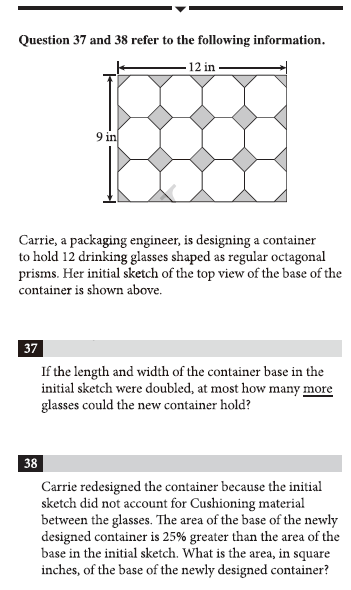 Question 37 and 38 refer to the following information.
12 in
9 in
Carrie, a packaging engineer, is designing a container
to hold 12 drinking glasses shaped as regular octagonal
prisms. Her initial sketch of the top view of the base of the
container is shown above.
37
If the length and width of the container base in the
initial sketch were doubled, at most how many more
glasses could the new container hold?
38
Carrie redesigned the container because the initial
sketch did not account for Cushioning material
between the glasses. The area of the base of the newly
designed container is 25% greater than the area of the
base in the initial sketch. What is the area, in square
inches, of the base of the newly designed container?